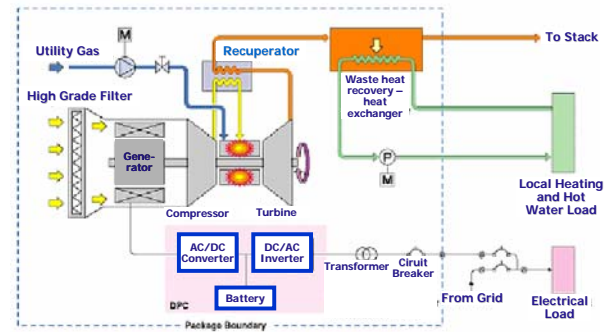 M
Utility Gas
Recuperator
To Stack
High Grade Filter
Waste heat
recovery –
heat
exchanger
Gene-
rator
P
M
Compressor
Turbine
Local Heating
and Hot
Water Load
AC/DC
Converter
DC/AC
Inverter
Transformer
Ciruit
Breaker
Battery
DPC
From Grid
Electrical
Load
Package Boundary